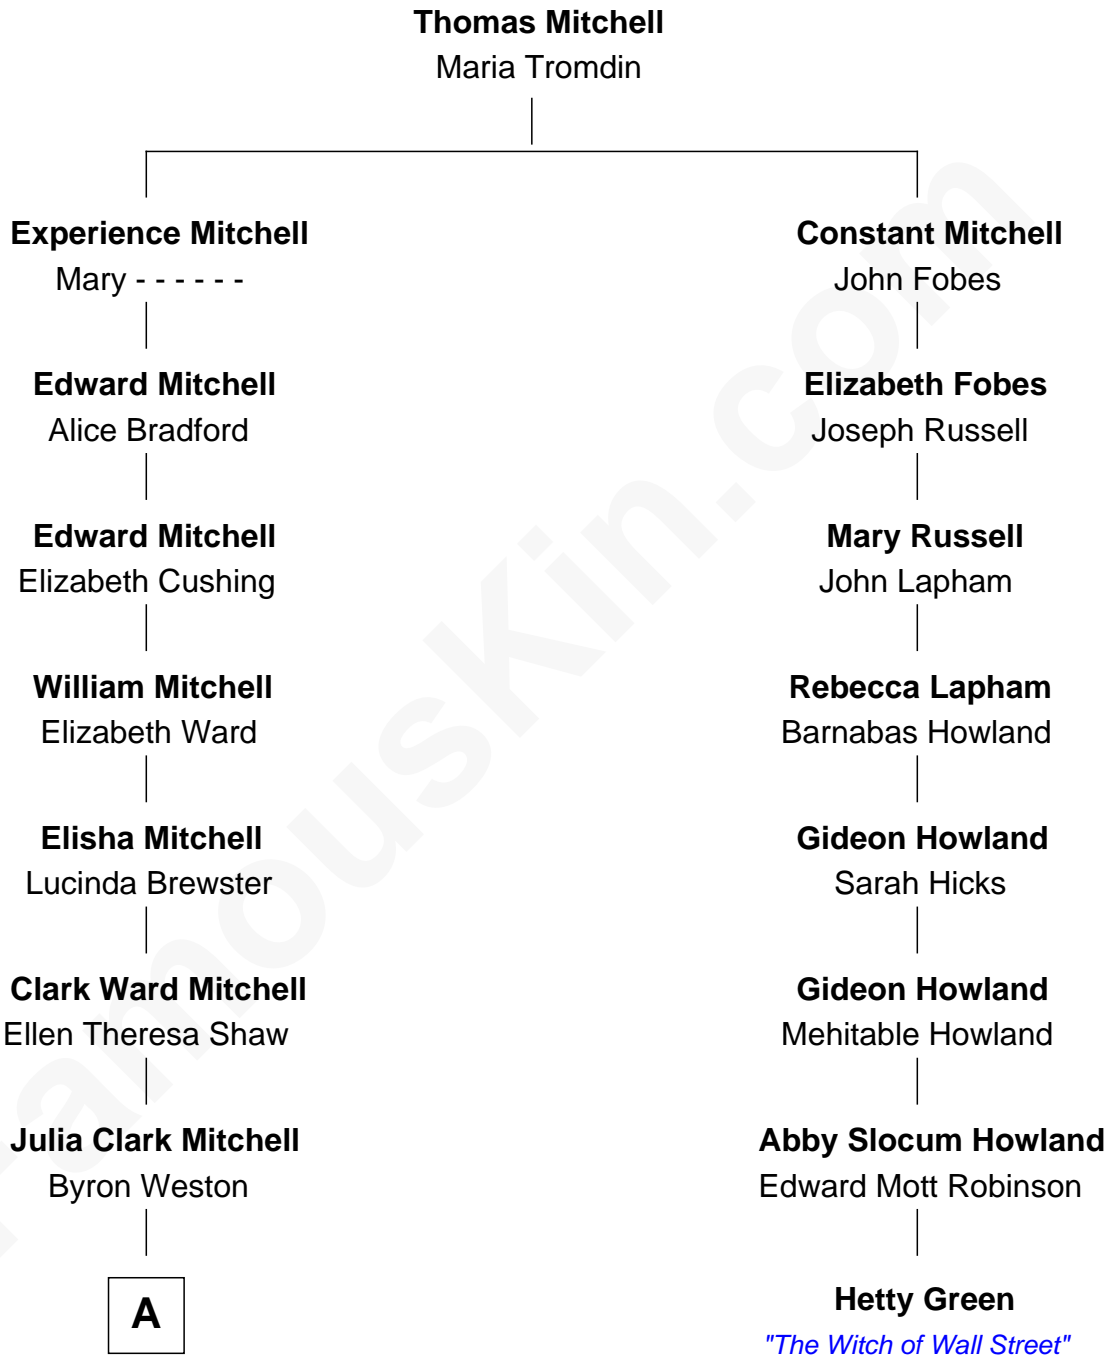 Thomas Mitchell
Maria Tromdin
Experience Mitchell
Mary - - - - - -
Constant Mitchell
John Fobes
Edward Mitchell
Alice Bradford
Elizabeth Fobes
Joseph Russell
Edward Mitchell
Elizabeth Cushing
Mary Russell
John Lapham
William Mitchell
Elizabeth Ward
Rebecca Lapham
Barnabas Howland
Elisha Mitchell
Lucinda Brewster
Gideon Howland
Sarah Hicks
Clark Ward Mitchell
Ellen Theresa Shaw
Gideon Howland
Mehitable Howland
Julia Clark Mitchell
Byron Weston
Abby Slocum Howland
Edward Mott Robinson
A
Hetty Green
"The Witch of Wall Street"
FamousKin.com